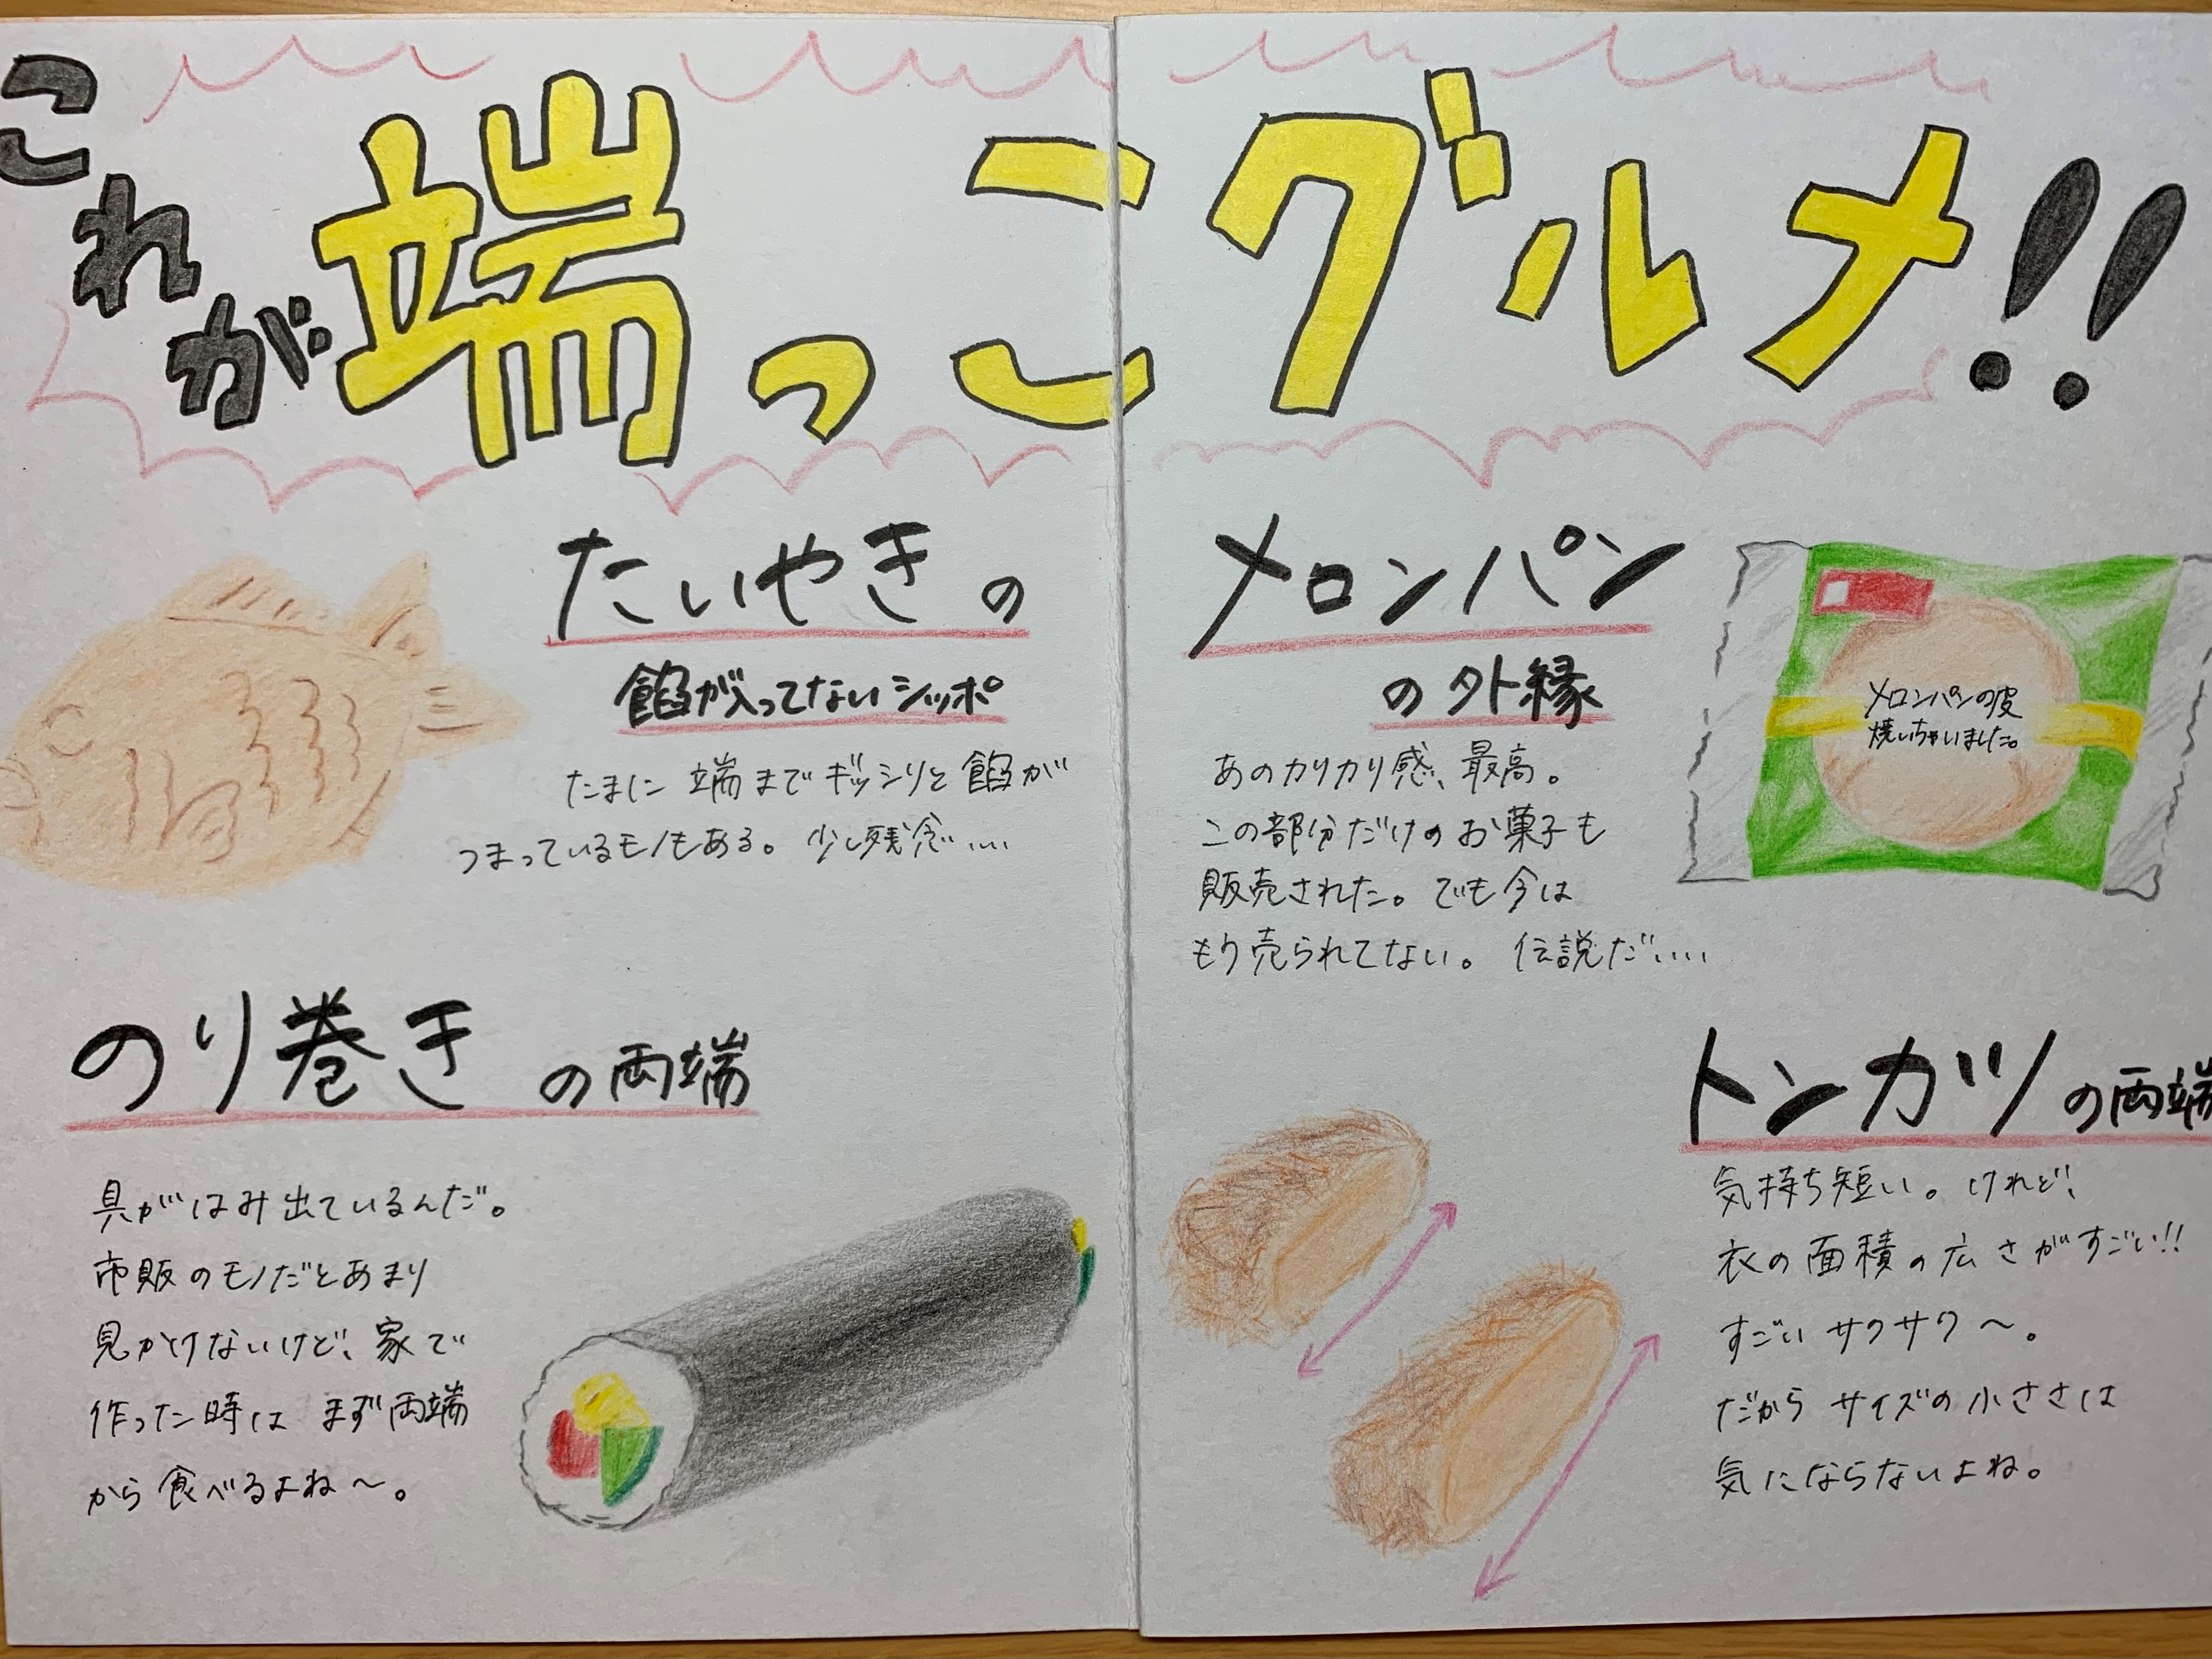 これが端っこグルメ!!
たいやきの
餡が入ってないシッポ
たまに端までギッシリと餡が
つまっているモノもある。少し残念....
のり巻きの両端
具がはみ出ているんだ。
市販のモノだとあまり
見かけないけど、家で
作った時はまず両端
から食べるよね～。
メロンパン
の外縁
あのカリカリ感、最高。
この部分だけのお菓子も
販売された。でも今は
もう売られてない。伝説だ....
メロンパンの皮
焼いちゃいました。
トンカツの両端
気持ち短い。けれど、
衣の面積の広さがすごい!!
すごいサクサク～。
だからサイズの小ささは
気にならないよね。